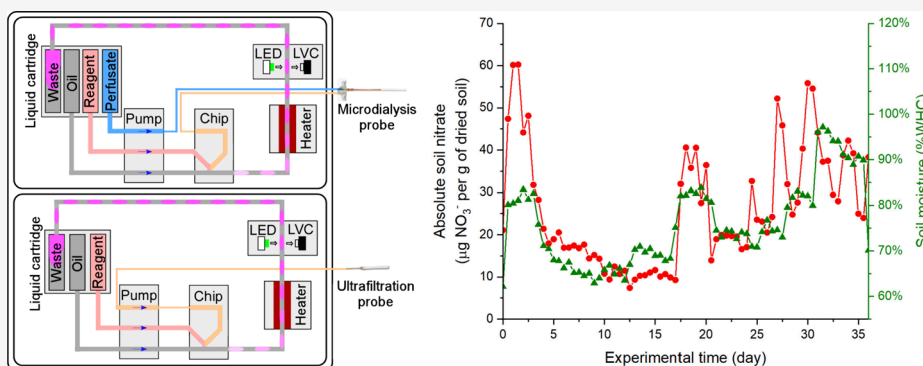 Liquid cartridge
Waste
Oil
Reagent
Perfusate
Pump
Chip
LED
LVC
Heater
Microdialysis
probe
Liquid cartridge
Waste
Oil
Reagent
Pump
Chip
LED
LVC
Heater
Ultrafiltration
probe
Absolute soil nitrate
(µg NO₃⁻ per g of dried soil)
70
60
50
40
30
20
10
0
0
5
10
15
20
25
30
35
Experimental time (day)
120%
110%
100%
90%
80%
70%
60%
Soil moisture (%WHC)